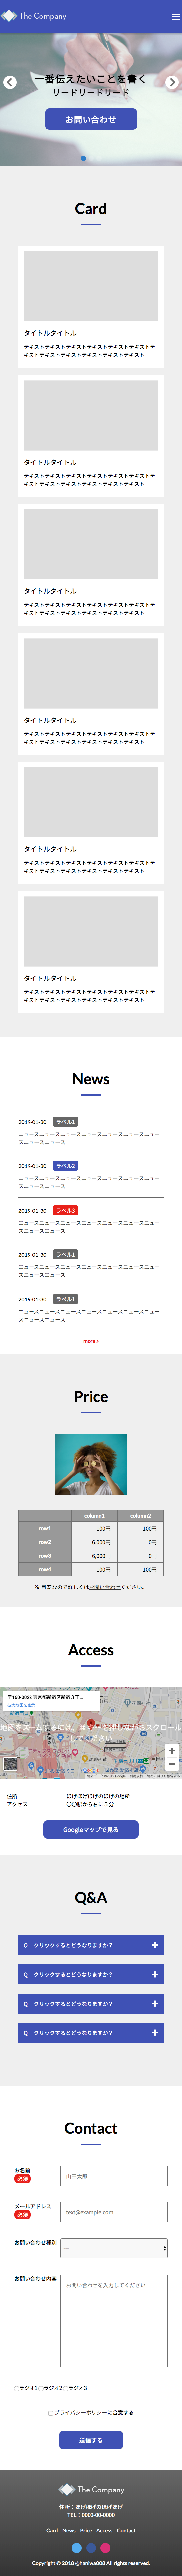 The Company
一番伝えたいことを書く
リードリードリード
お問い合わせ
Card
タイトルタイトル
テキストテキストテキストテキストテキストテキストテ
キストテキストテキストテキストテキストテキスト
タイトルタイトル
テキストテキストテキストテキストテキストテキストテ
キストテキストテキストテキストテキストテキスト
タイトルタイトル
テキストテキストテキストテキストテキストテキストテ
キストテキストテキストテキストテキストテキスト
タイトルタイトル
テキストテキストテキストテキストテキストテキストテ
キストテキストテキストテキストテキストテキスト
タイトルタイトル
テキストテキストテキストテキストテキストテキストテ
キストテキストテキストテキストテキストテキスト
タイトルタイトル
テキストテキストテキストテキストテキストテキストテ
キストテキストテキストテキストテキストテキスト
News
2019-01-30 ラベル1
ニュースニュースニュースニュースニュースニュースニュー
スニュースニュース
2019-01-30 ラベル2
ニュースニュースニュースニュースニュースニュースニュー
スニュースニュース
2019-01-30 ラベル3
ニュースニュースニュースニュースニュースニュースニュー
スニュースニュース
2019-01-30 ラベル1
ニュースニュースニュースニュースニュースニュースニュー
スニュースニュース
2019-01-30 ラベル1
ニュースニュースニュースニュースニュースニュースニュー
スニュースニュース
more
Price
column1 column2
row1 100円 100円
row2 6,000円 0円
row3 6,000円 0円
row4 100円 100円
※ 目安なので詳しくはお問い合わせください。
Access
〒160-0022 東京都新宿区新宿３丁...
拡大地図を表示
住所 ほげほげほげほげの場所
アクセス 〇〇駅から右に５分
Googleマップで見る
Q&A
Q クリックするとどうなりますか？
Q クリックするとどうなりますか？
Q クリックするとどうなりますか？
Q クリックするとどうなりますか？
Contact
お名前
必須
山田太郎
メールアドレス
必須
text@example.com
お問い合わせ種別
---
お問い合わせ内容
お問い合わせを入力してください
ラジオ1 ラジオ2 ラジオ3
プライバシーポリシーに合意する
送信する
The Company
住所：ほげほげのほげほげ
TEL：0000-00-0000
Card News Price Access Contact
Copyright © 2018 @haniwa008 All rights reserved.